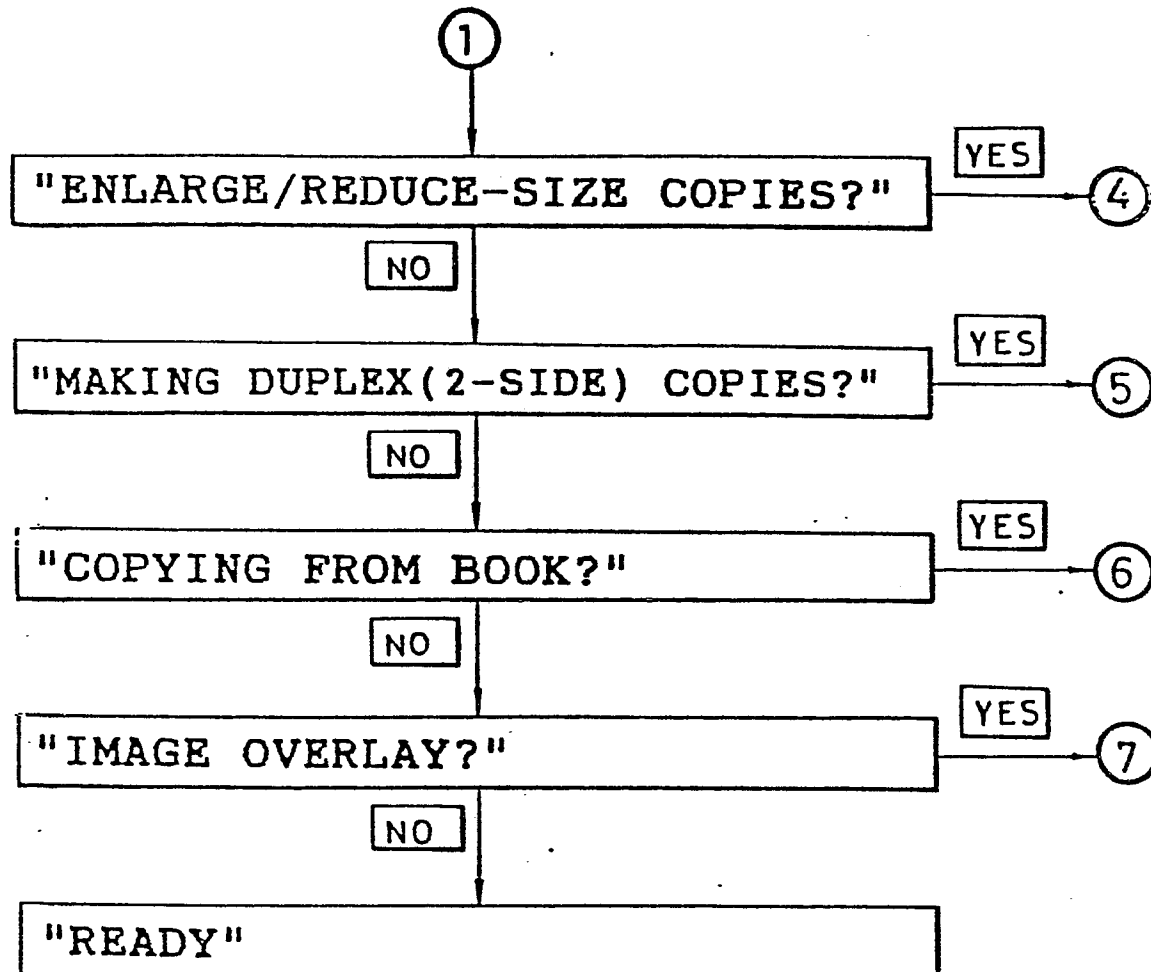 1
YES
"ENLARGE/REDUCE-SIZE COPIES?"
4
NO
YES
"MAKING DUPLEX(2-SIDE) COPIES?"
5
NO
YES
"COPYING FROM BOOK?"
6
NO
YES
"IMAGE OVERLAY?"
7
NO
"READY"